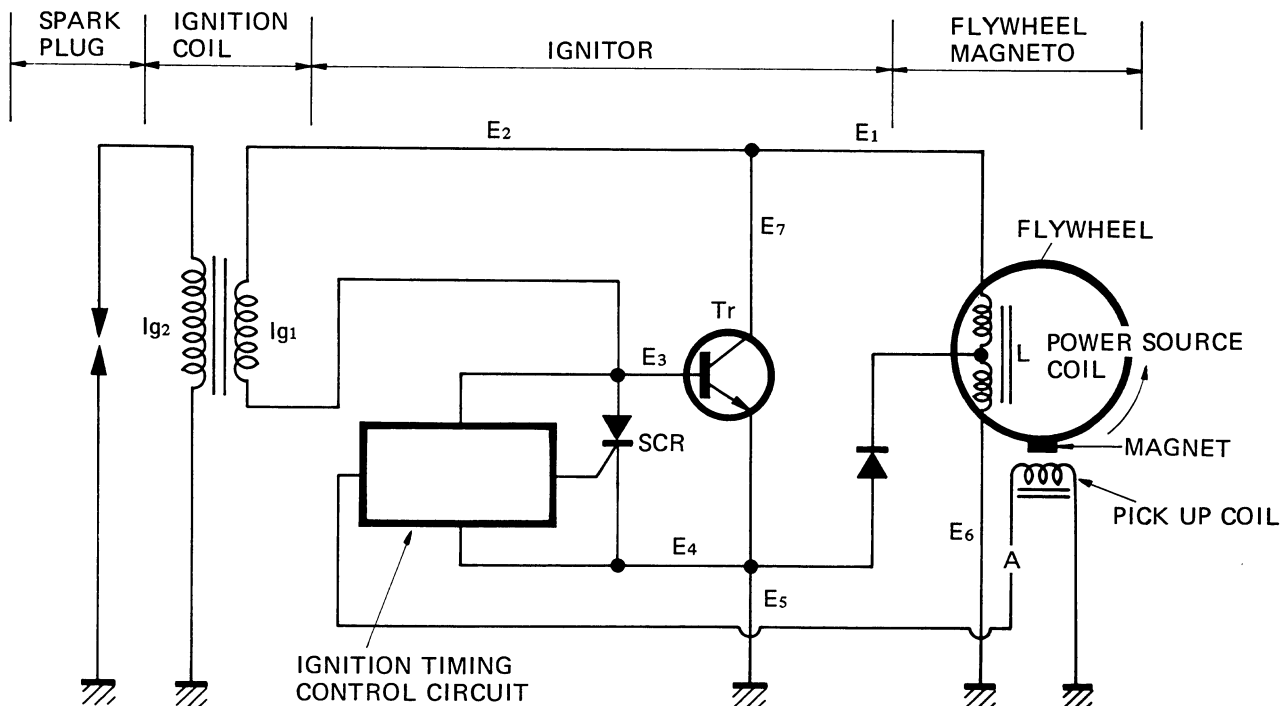 SPARK
PLUG
IGNITION
COIL
IGNITOR
FLYWHEEL
MAGNETO
E2
E1
E7
FLYWHEEL
Tr
Ig2
Ig1
E3
L
POWER SOURCE
COIL
SCR
MAGNET
PICK UP COIL
E6
E4
A
E5
IGNITION TIMING
CONTROL CIRCUIT